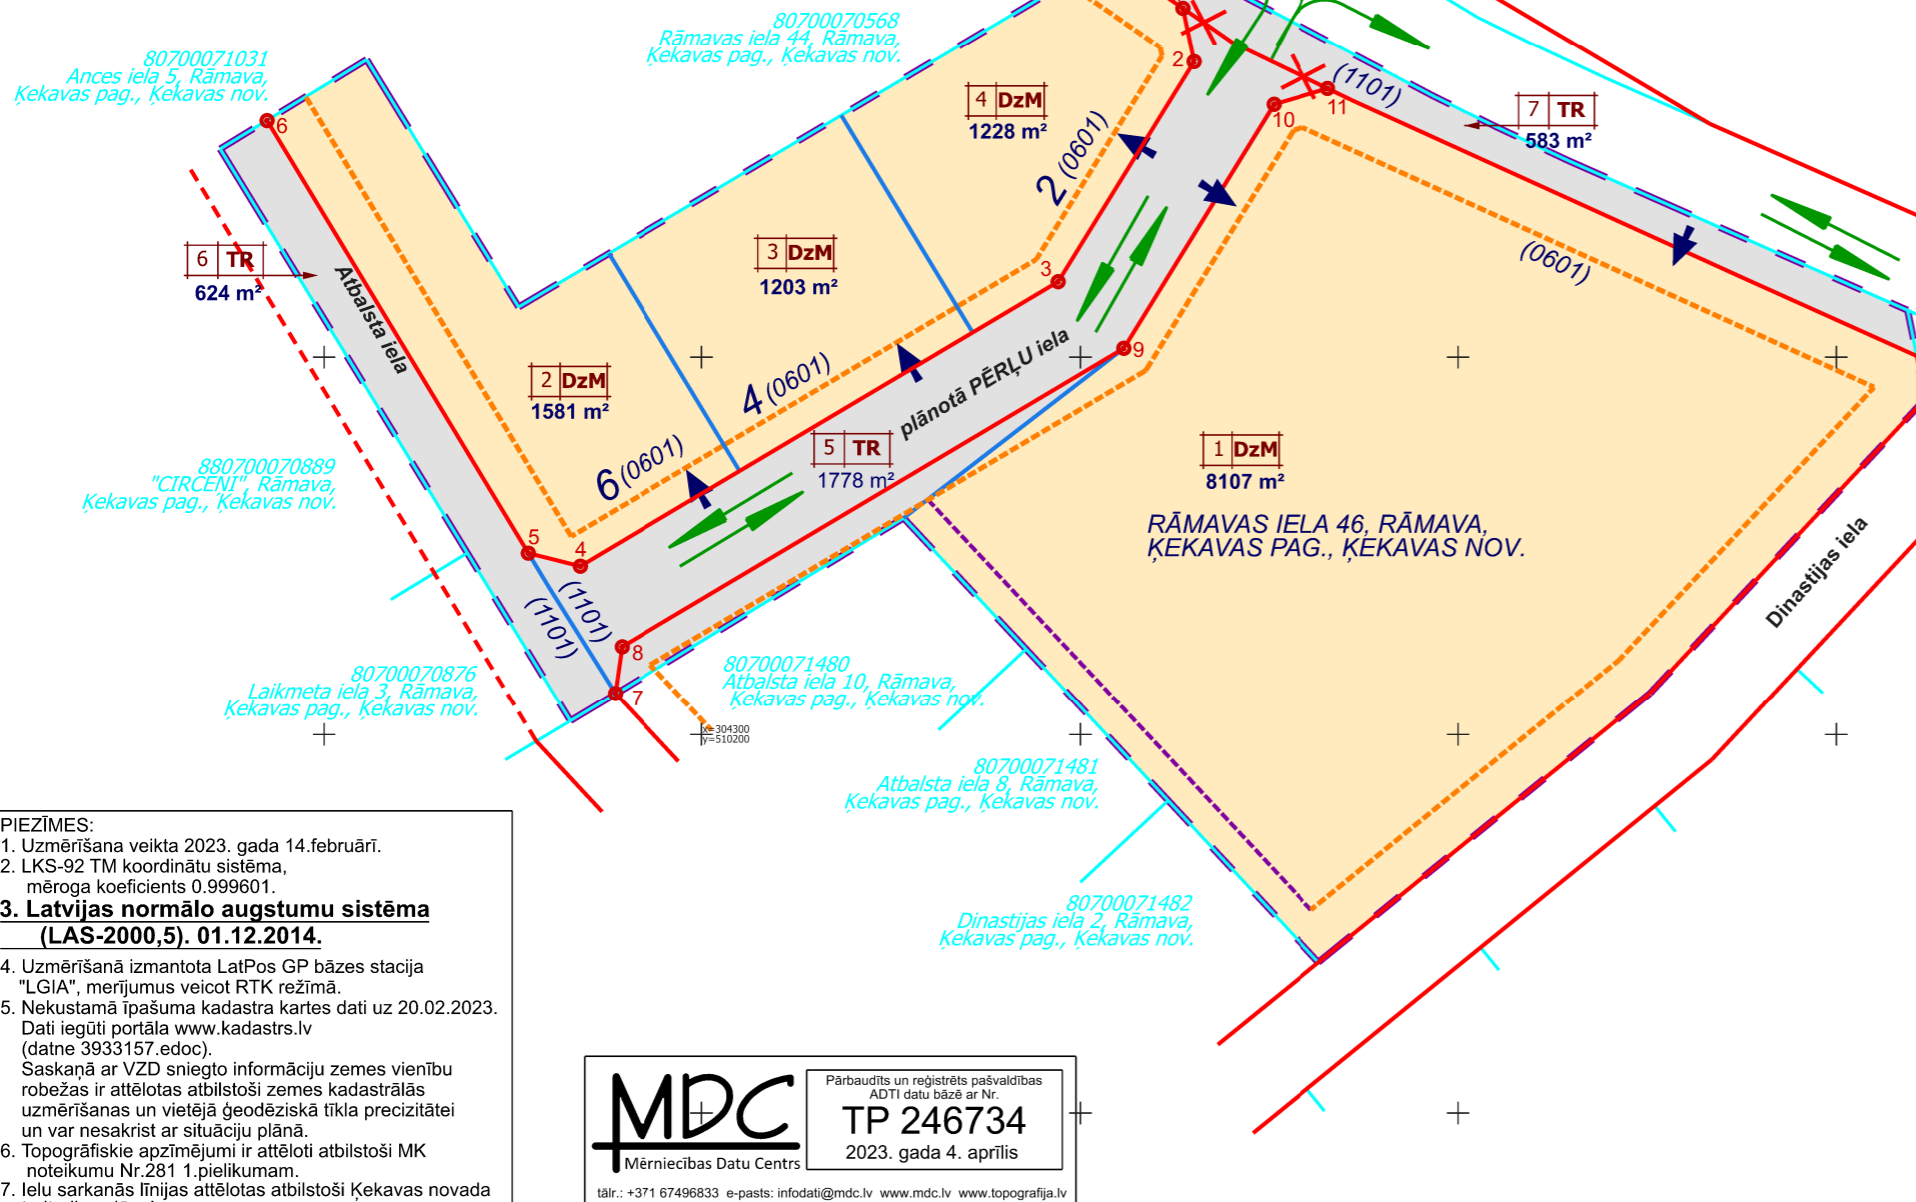 80700070568
Rāmavas iela 44, Rāmava,
Ķekavas pag., Ķekavas nov.
80700071031
Ances iela 5, Rāmava,
Ķekavas pag., Ķekavas nov.
6
2
4 DzM
1228 m²
2 (0601)
10
11
(1101)
7 TR
583 m²
6 TR
624 m²
Atbalsta iela
3 DzM
1203 m²
3
(0601)
9
2 DzM
1581 m²
4 (0601)
plānotā PĒRĻU iela
6 (0601)
5 TR
1778 m²
1 DzM
8107 m²
RĀMAVAS IELA 46, RĀMAVA,
ĶEKAVAS PAG., ĶEKAVAS NOV.
Dinastijas iela
880700070889
"CIRCEŅI", Rāmava,
Ķekavas pag., Ķekavas nov.
5
4
(1101)
(1101)
8
7
80700070876
Laikmeta iela 3, Rāmava,
Ķekavas pag., Ķekavas nov.
80700071480
Atbalsta iela 10, Rāmava,
Ķekavas pag., Ķekavas nov.
x=304300
y=510200
80700071481
Atbalsta iela 8, Rāmava,
Ķekavas pag., Ķekavas nov.
80700071482
Dinastijas iela 2, Rāmava,
Ķekavas pag., Ķekavas nov.
PIEZĪMES:
1. Uzmērīšana veikta 2023. gada 14.februārī.
2. LKS-92 TM koordinātu sistēma,
mēroga koeficients 0.999601.
3. Latvijas normālo augstumu sistēma
(LAS-2000,5). 01.12.2014.
4. Uzmērīšanā izmantota LatPos GP bāzes stacija
"LGIA", merījumus veicot RTK režīmā.
5. Nekustamā īpašuma kadastra kartes dati uz 20.02.2023.
Dati iegūti portāla www.kadastrs.lv
(datne 3933157.edoc).
Saskaņā ar VZD sniegto informāciju zemes vienību
robežas ir attēlotas atbilstoši zemes kadastrālās
uzmērīšanas un vietējā ģeodēziskā tīkla precizitātei
un var nesakrist ar situāciju plānā.
6. Topogrāfiskie apzīmējumi ir attēloti atbilstoši MK
noteikumu Nr.281 1.pielikumam.
7. Ielu sarkanās līnijas attēlotas atbilstoši Ķekavas novada
MDC
Mērniecības Datu Centrs
Pārbaudīts un reģistrēts pašvaldības
ADTI datu bāzē ar Nr.
TP 246734
2023. gada 4. aprīlis
tālr.: +371 67496833 e-pasts: infodati@mdc.lv www.mdc.lv www.topografija.lv